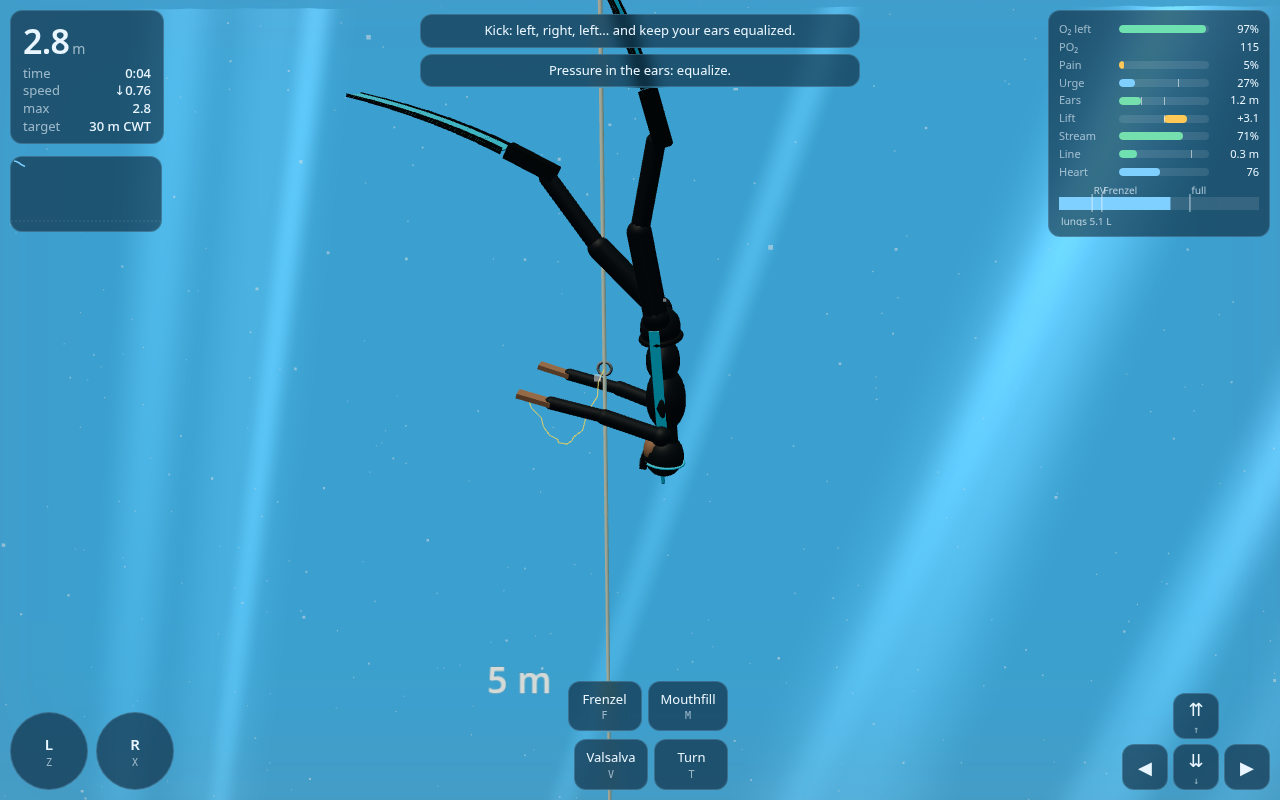 2.8 m
time 0:04
speed ↓0.76
max 2.8
target 30 m CWT
Kick: left, right, left... and keep your ears equalized.
Pressure in the ears: equalize.
O₂ left 97%
PO₂ 115
Pain 5%
Urge 27%
Ears 1.2 m
Lift +3.1
Stream 71%
Line 0.3 m
Heart 76
RV Frenzel full
lungs 5.1 L
5 m
Frenzel
F
Mouthfill
M
Valsalva
V
Turn
T
L
Z
R
X
⇈
↑
◀
⇊
↓
▶